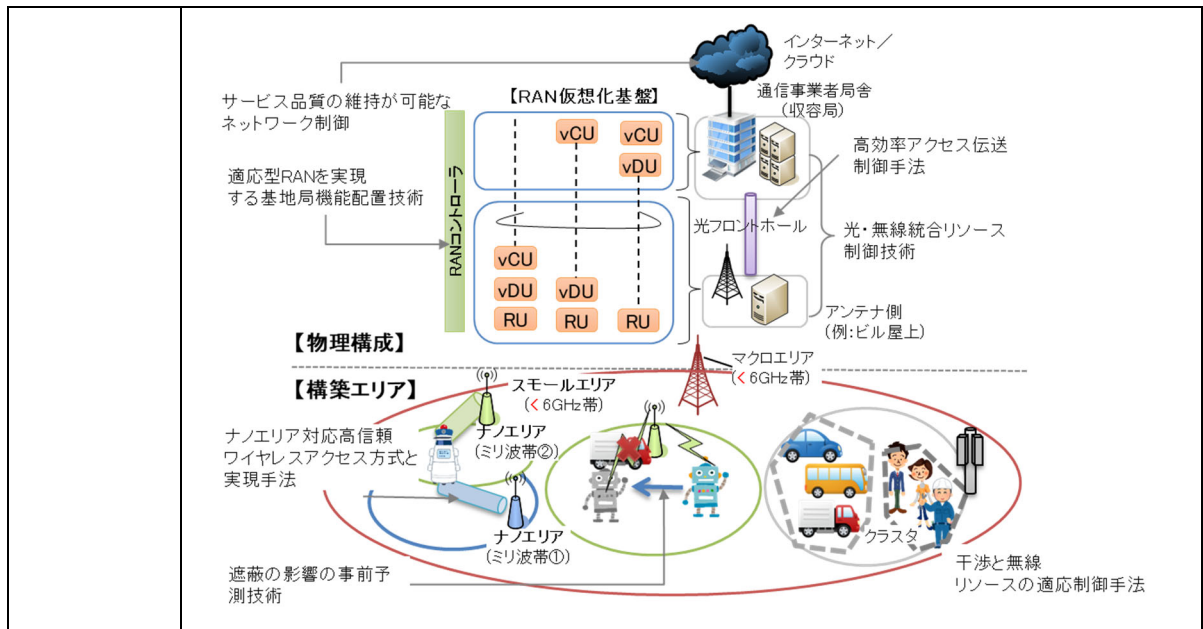 インターネット／
クラウド
通信事業者局舎
（収容局）
サービス品質の維持が可能な
ネットワーク制御
【RAN仮想化基盤】
vCU
vCU
vDU
高効率アクセス伝送
制御手法
適応型RANを実現
する基地局機能配置技術
RANコントローラ
光フロントホール
光・無線統合リソース
制御技術
vCU
vDU
vDU
RU
RU
RU
アンテナ側
(例:ビル屋上)
【物理構成】
マクロエリア
(< 6GHz帯)
【構築エリア】
スモールエリア
(< 6GHz帯)
ナノエリア
(ミリ波帯②)
ナノエリア対応高信頼
ワイヤレスアクセス方式と
実現手法
ナノエリア
(ミリ波帯①)
クラスタ
遮蔽の影響の事前予
測技術
干渉と無線
リソースの適応制御手法